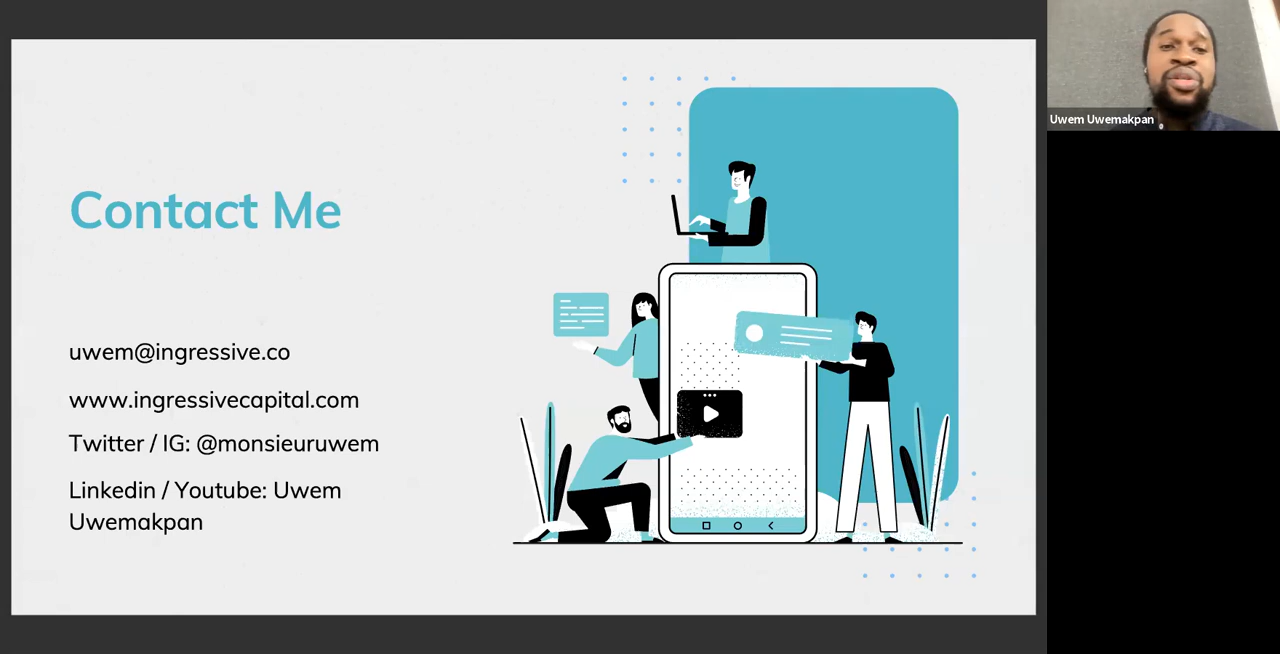 Contact Me
uwem@ingressive.co
www.ingressivecapital.com
Twitter / IG: @monsieuruwem
Linkedin / Youtube: Uwem
Uwemakpan
Uwem Uwemakpan